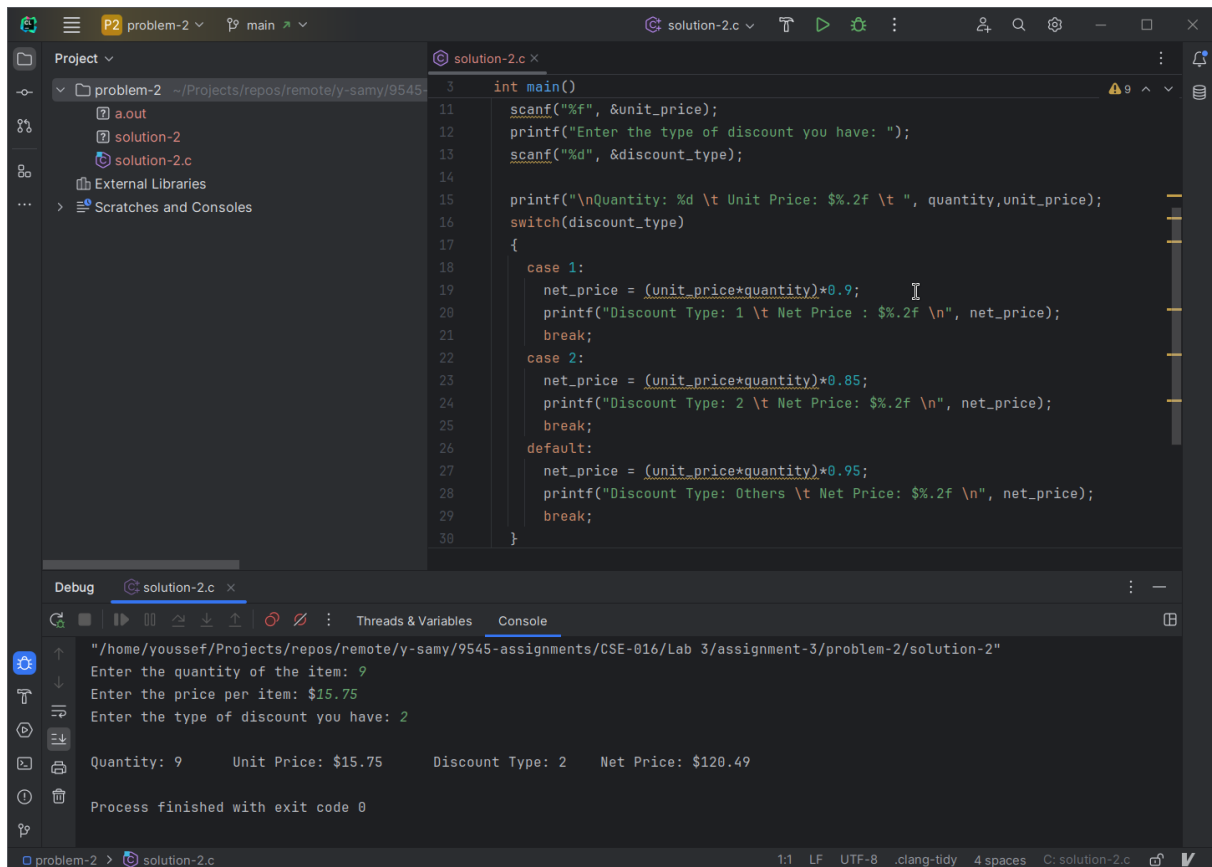 P2 problem-2 main solution-2.c
Project
solution-2.c
problem-2 ~/Projects/repos/remote/y-samy/9545-
a.out
solution-2
solution-2.c
External Libraries
Scratches and Consoles
3 int main()
9
11 scanf("%f", &unit_price);
12 printf("Enter the type of discount you have: ");
13 scanf("%d", &discount_type);
14
15 printf("\nQuantity: %d \t Unit Price: $%.2f \t ", quantity,unit_price);
16 switch(discount_type)
17 {
18 case 1:
19 net_price = (unit_price*quantity)*0.9;
20 printf("Discount Type: 1 \t Net Price : $%.2f \n", net_price);
21 break;
22 case 2:
23 net_price = (unit_price*quantity)*0.85;
24 printf("Discount Type: 2 \t Net Price: $%.2f \n", net_price);
25 break;
26 default:
27 net_price = (unit_price*quantity)*0.95;
28 printf("Discount Type: Others \t Net Price: $%.2f \n", net_price);
29 break;
30 }
Debug solution-2.c
Threads & Variables Console
"/home/youssef/Projects/repos/remote/y-samy/9545-assignments/CSE-016/Lab 3/assignment-3/problem-2/solution-2"
Enter the quantity of the item: 9
Enter the price per item: $15.75
Enter the type of discount you have: 2
Quantity: 9 Unit Price: $15.75 Discount Type: 2 Net Price: $120.49
Process finished with exit code 0
problem-2 > solution-2.c 1:1 LF UTF-8 .clang-tidy 4 spaces C: solution-2.c